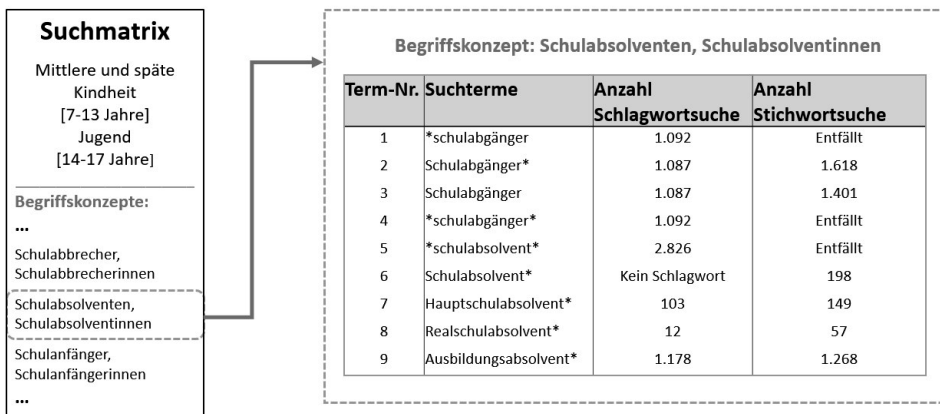 Suchmatrix
Mittlere und späte
Kindheit
[7-13 Jahre]
Jugend
[14-17 Jahre]
Begriffskonzepte:
...
Schulabbrecher,
Schulabbrecherinnen
Schulabsolventen,
Schulabsolventinnen
Schulanfänger,
Schulanfängerinnen
...
Begriffskonzept: Schulabsolventen, Schulabsolventinnen
Term-Nr. Suchterme Anzahl Schlagwortsuche Anzahl Stichwortsuche
1 *schulabgänger 1.092 Entfällt
2 Schulabgänger* 1.087 1.618
3 Schulabgänger 1.087 1.401
4 *schulabgänger* 1.092 Entfällt
5 *schulabsolvent* 2.826 Entfällt
6 Schulabsolvent* Kein Schlagwort 198
7 Hauptschulabsolvent* 103 149
8 Realschulabsolvent* 12 57
9 Ausbildungsabsolvent* 1.178 1.268